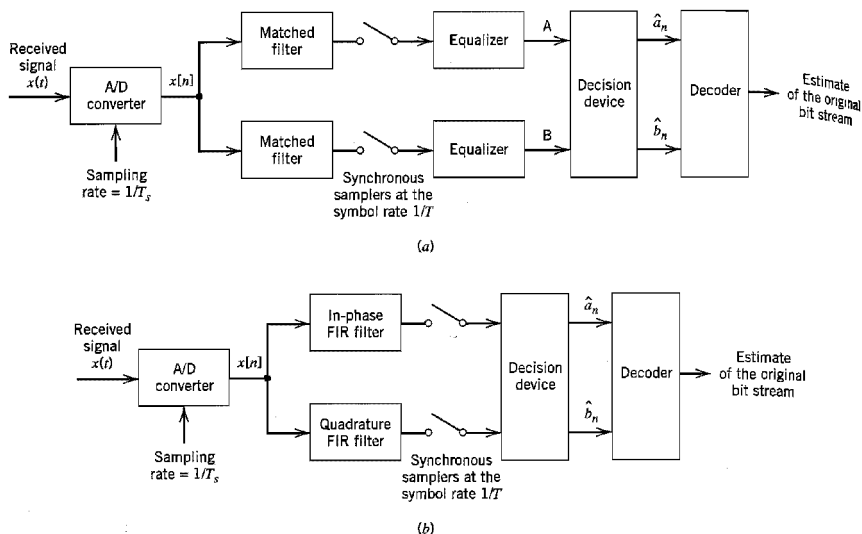 Received
signal
x(t)
A/D
converter
x[n]
Sampling
rate = 1/Tₛ
Matched
filter
Equalizer
A
Matched
filter
Equalizer
B
Synchronous
samplers at the
symbol rate 1/T
Decision
device
âₙ
b̂ₙ
Decoder
Estimate
of the original
bit stream
(a)
Received
signal
x(t)
A/D
converter
x[n]
Sampling
rate = 1/Tₛ
In-phase
FIR filter
Quadrature
FIR filter
Synchronous
samplers at the
symbol rate 1/T
Decision
device
âₙ
b̂ₙ
Decoder
Estimate
of the original
bit stream
(b)